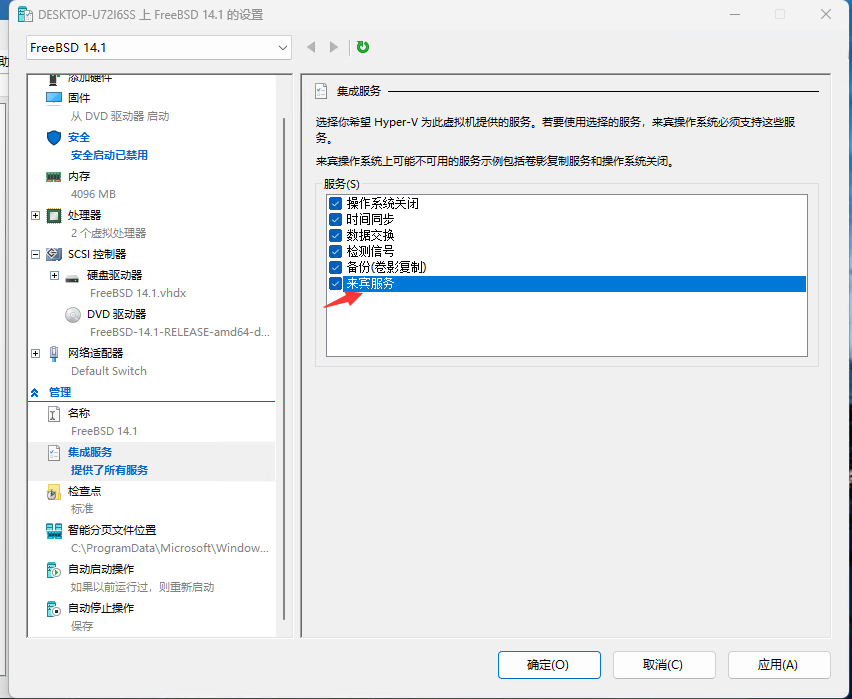 DESKTOP-U72I6SS 上 FreeBSD 14.1 的设置
FreeBSD 14.1
助
添加硬件
固件
从 DVD 驱动器 启动
安全
安全启动已禁用
内存
4096 MB
处理器
2 个虚拟处理器
SCSI 控制器
硬盘驱动器
FreeBSD 14.1.vhdx
DVD 驱动器
FreeBSD-14.1-RELEASE-amd64-d...
网络适配器
Default Switch
管理
名称
FreeBSD 14.1
集成服务
提供了所有服务
检查点
标准
智能分页文件位置
C:\ProgramData\Microsoft\Window...
自动启动操作
如果以前运行过，则重新启动
自动停止操作
保存
集成服务
选择你希望 Hyper-V 为此虚拟机提供的服务。若要使用选择的服务，来宾操作系统必须支持这些服
务。
来宾操作系统上可能不可用的服务示例包括卷影复制服务和操作系统关闭。
服务(S)
操作系统关闭
时间同步
数据交换
检测信号
备份(卷影复制)
来宾服务
确定(O)
取消(C)
应用(A)